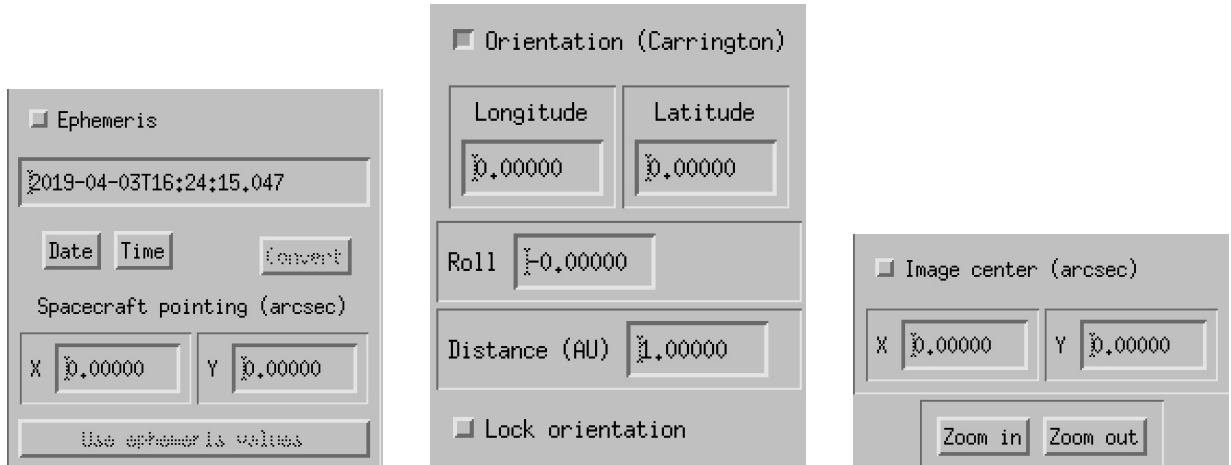 Ephemeris
2019-04-03T16:24:15.047
Date Time Convert
Spacecraft pointing (arcsec)
X 0.00000 Y 0.00000
Use ephemeris values
Orientation (Carrington)
Longitude Latitude
0.00000 0.00000
Roll -0.00000
Distance (AU) 1.00000
Lock orientation
Image center (arcsec)
X 0.00000 Y 0.00000
Zoom in Zoom out